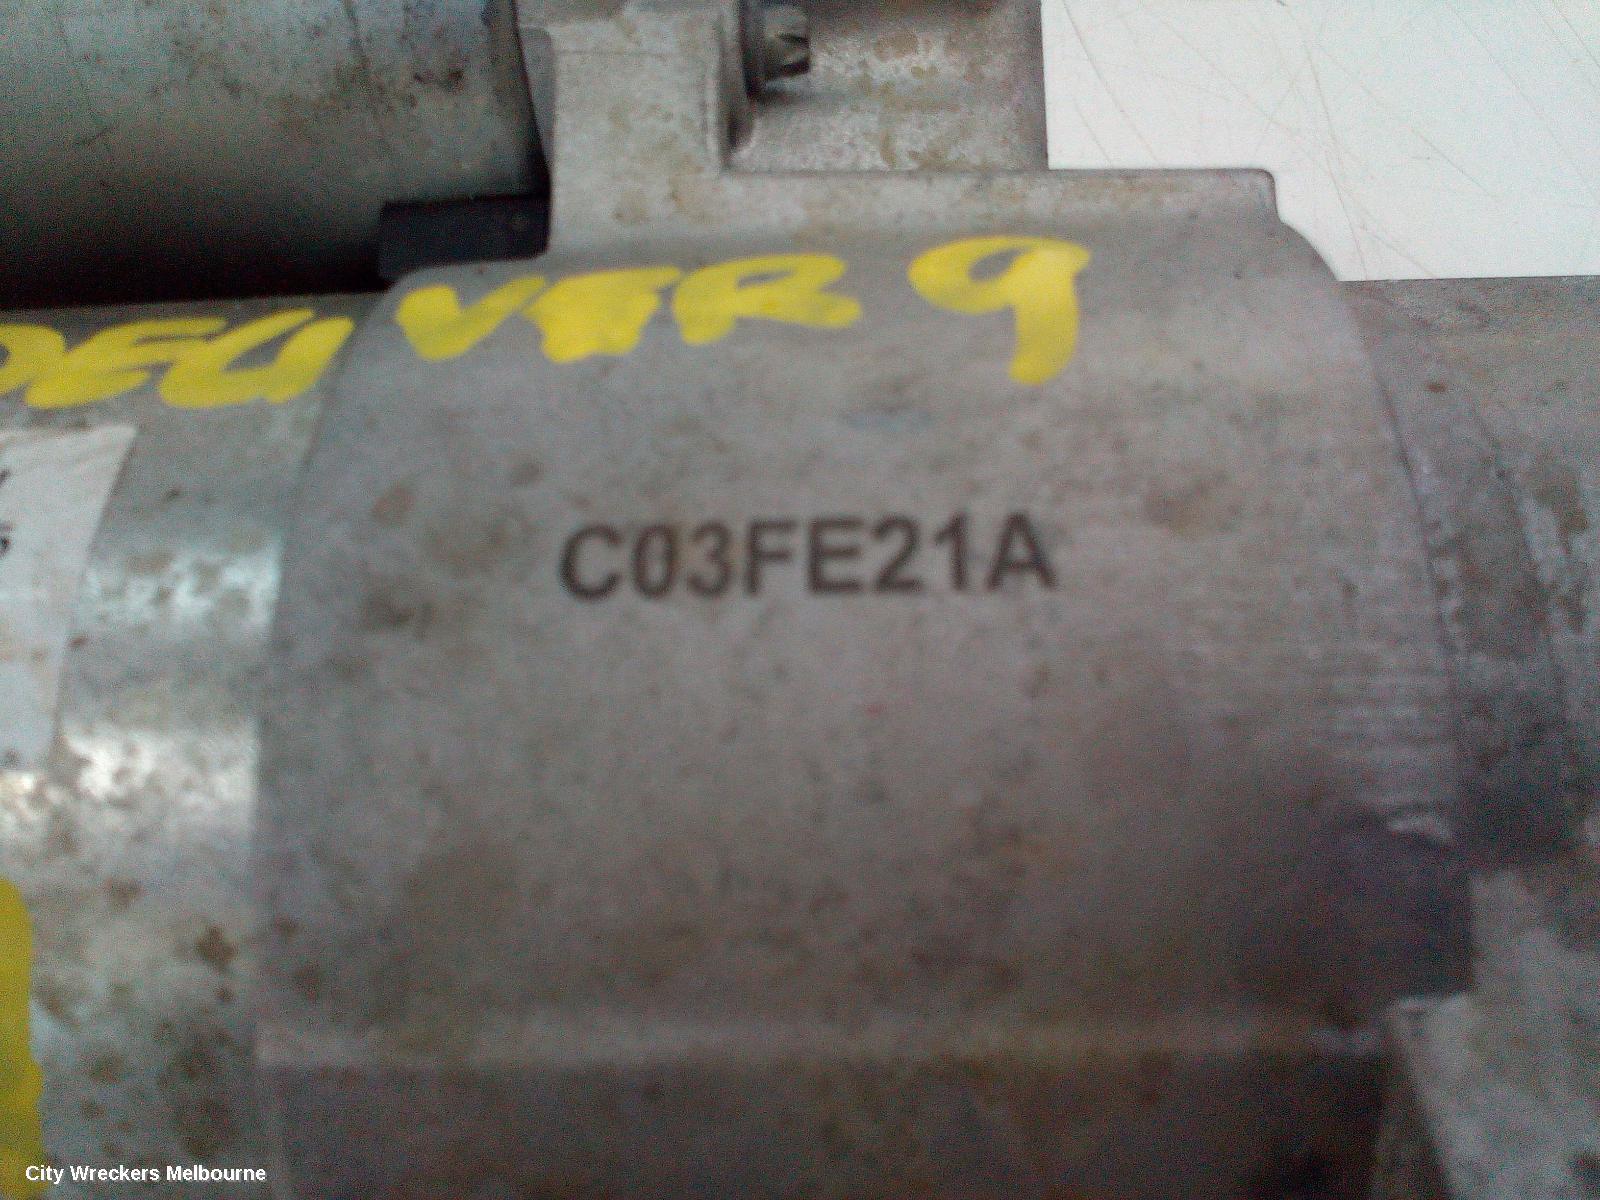 DELIVER 9
C03FE21A
City Wreckers Melbourne